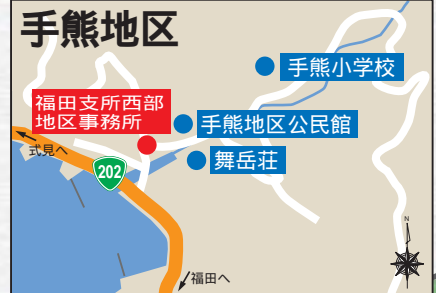 手熊地区
手熊小学校
福田支所西部
地区事務所
手熊地区公民館
舞岳荘
式見へ
202
福田へ
N